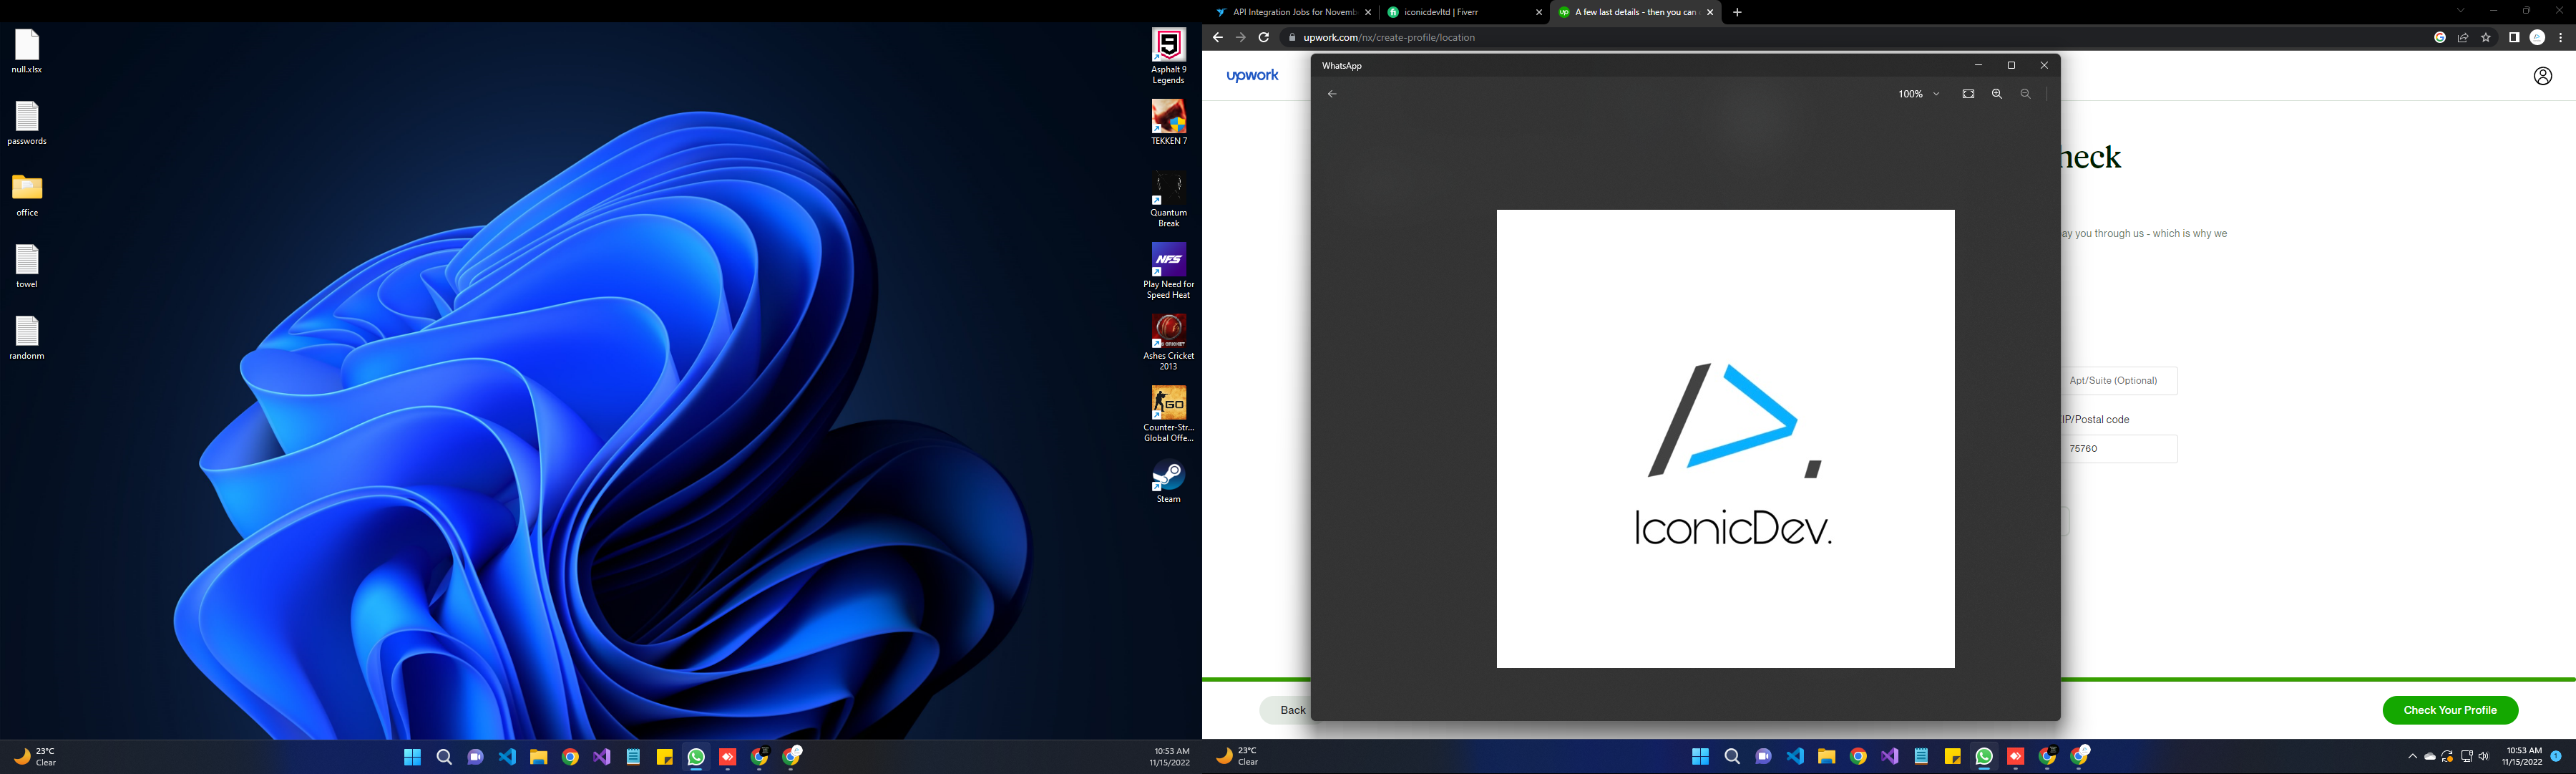 null.xlsx
passwords
office
towel
randonm
Asphalt 9
Legends
TEKKEN 7
Quantum
Break
NFS
Play Need for
Speed Heat
Ashes Cricket
2013
GO
Counter-Str...
Global Offe...
Steam
23°C
Clear
10:53 AM
11/15/2022
API Integration Jobs for Novemb
iconicdevltd | Fiverr
A few last details - then you can
upwork.com/nx/create-profile/location
upwork
WhatsApp
100%
heck
ay you through us - which is why we
Apt/Suite (Optional)
IP/Postal code
75760
/>.
IconicDev.
Back
Check Your Profile
23°C
Clear
10:53 AM
11/15/2022